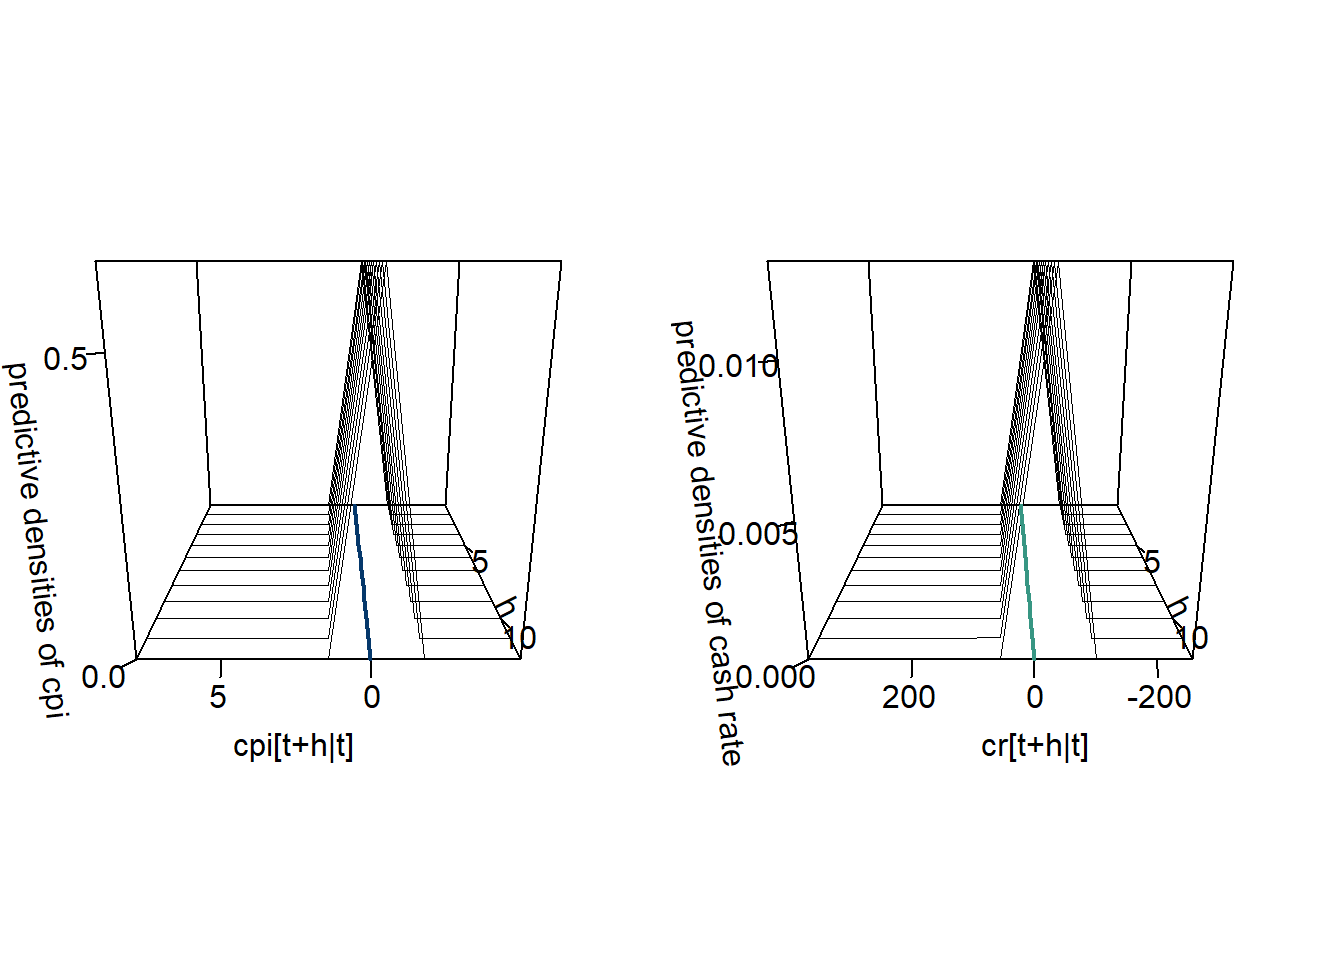 predictive densities of cpi
0.5
0.0
5
0
cpi[t+h|t]
5
h
10
predictive densities of cash rate
0.010
0.005
0.000
200
0
-200
cr[t+h|t]
5
h
10